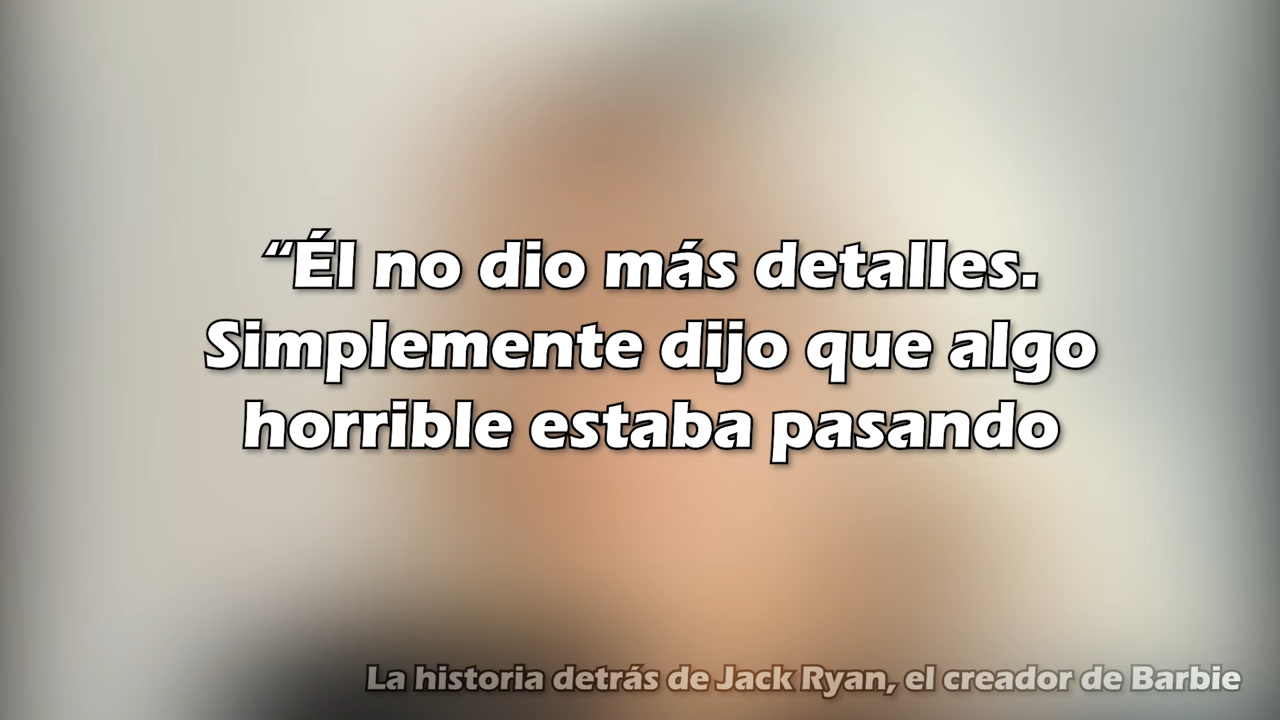 “Él no dio más detalles.
Simplemente dijo que algo
horrible estaba pasando
La historia detrás de Jack Ryan, el creador de Barbie